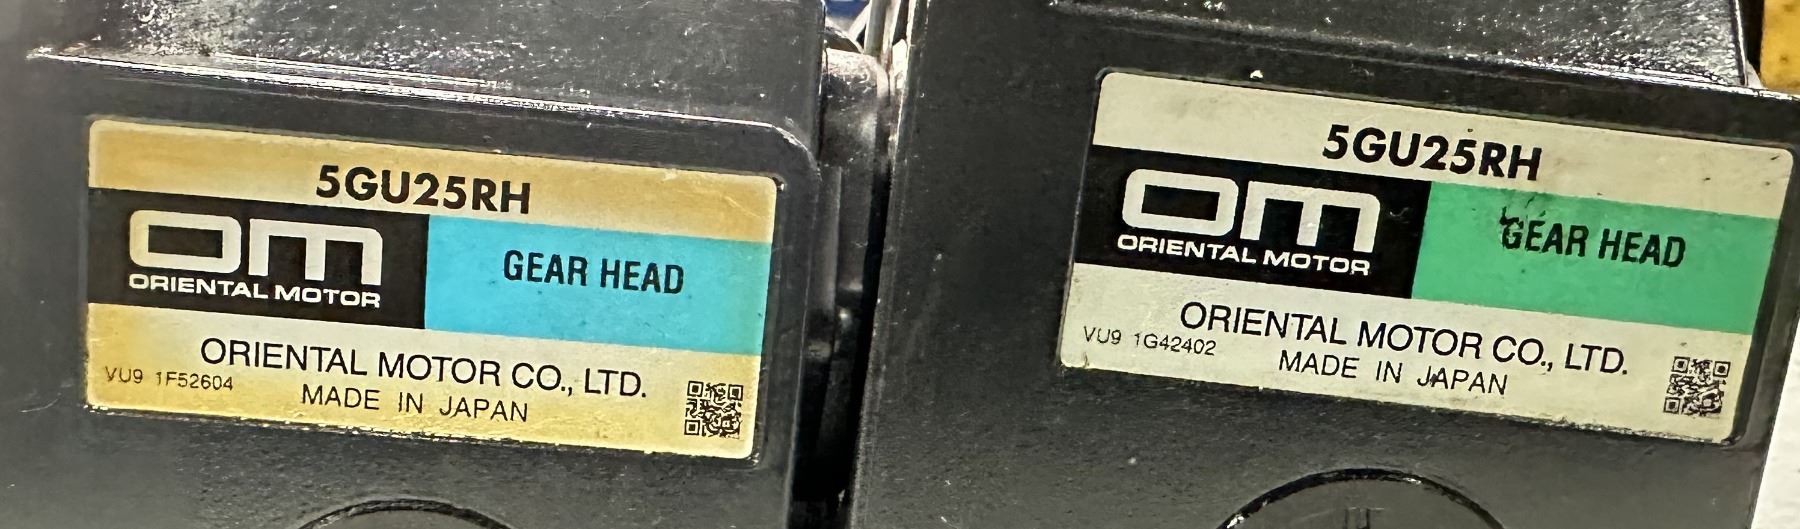 5GU25RH
OM
ORIENTAL MOTOR
GEAR HEAD
ORIENTAL MOTOR CO., LTD.
VU9 1F52604
MADE IN JAPAN
5GU25RH
OM
ORIENTAL MOTOR
GEAR HEAD
ORIENTAL MOTOR CO., LTD.
VU9 1G42402
MADE IN JAPAN